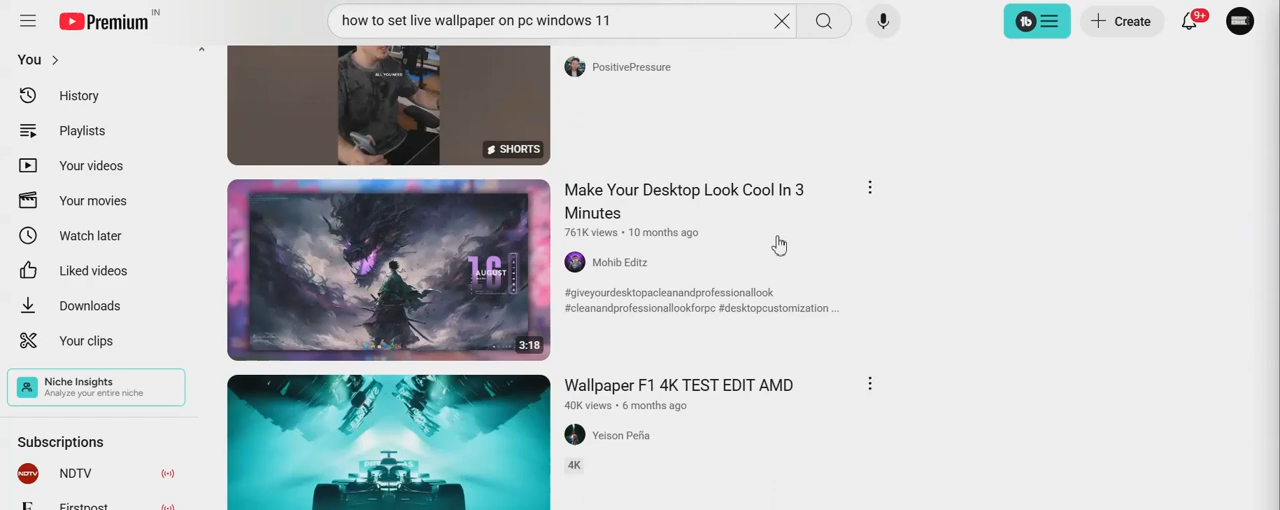 Premium IN
how to set live wallpaper on pc windows 11
tb
Create
9+
You
History
Playlists
Your videos
Your movies
Watch later
Liked videos
Downloads
Your clips
Niche Insights
Analyze your entire niche
Subscriptions
NDTV
Firstpost
PositivePressure
SHORTS
Make Your Desktop Look Cool In 3
Minutes
761K views • 10 months ago
Mohib Editz
#giveyourdesktopacleanandprofessionallook
#cleanandprofessionallookforpc #desktopcustomization ...
AUGUST
3:18
Wallpaper F1 4K TEST EDIT AMD
40K views • 6 months ago
Yeison Peña
4K